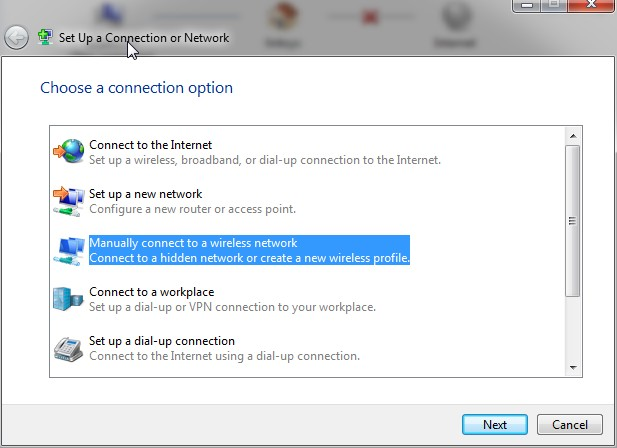 Set Up a Connection or Network
Choose a connection option
Connect to the Internet
Set up a wireless, broadband, or dial-up connection to the Internet.
Set up a new network
Configure a new router or access point.
Manually connect to a wireless network
Connect to a hidden network or create a new wireless profile.
Connect to a workplace
Set up a dial-up or VPN connection to your workplace.
Set up a dial-up connection
Connect to the Internet using a dial-up connection.
Next
Cancel